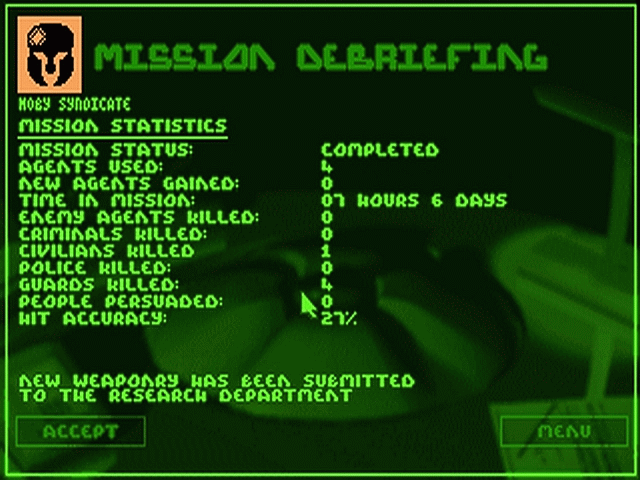 MISSION DEBRIEFING
MOBY SYNDICATE
MISSION STATISTICS
MISSION STATUS: COMPLETED
AGENTS USED: 4
NEW AGENTS GAINED: 0
TIME IN MISSION: 07 HOURS 6 DAYS
ENEMY AGENTS KILLED: 0
CRIMINALS KILLED: 0
CIVILIANS KILLED 1
POLICE KILLED: 0
GUARDS KILLED: 4
PEOPLE PERSUADED: 0
HIT ACCURACY: 27%
NEW WEAPONRY HAS BEEN SUBMITTED
TO THE RESEARCH DEPARTMENT
ACCEPT MENU